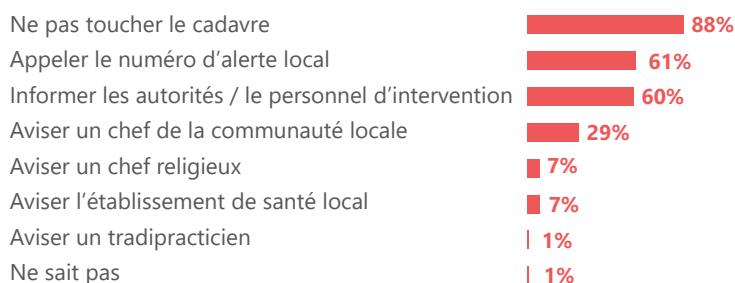 Ne pas toucher le cadavre 88%
Appeler le numéro d’alerte local 61%
Informer les autorités / le personnel d’intervention 60%
Aviser un chef de la communauté locale 29%
Aviser un chef religieux 7%
Aviser l’établissement de santé local 7%
Aviser un tradipracticien 1%
Ne sait pas 1%